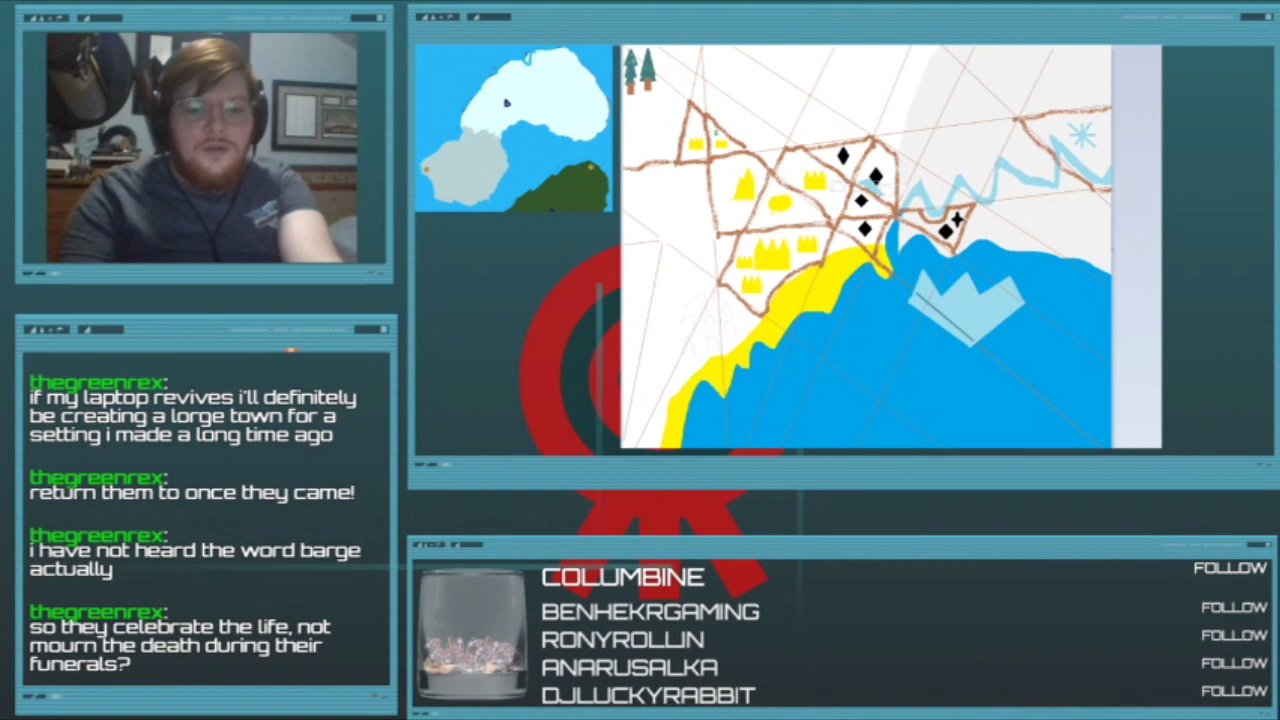 thegreenrex:
if my laptop revives i'll definitely
be creating a lorge town for a
setting i made a long time ago
thegreenrex:
return them to once they came!
thegreenrex:
i have not heard the word barge
actually
thegreenrex:
so they celebrate the life, not
mourn the death during their
funerals?
COLUMBINE FOLLOW
BENHEKRGAMING FOLLOW
RONYROLLIN FOLLOW
ANARUSALKA FOLLOW
DJLUCKYRABBIT FOLLOW